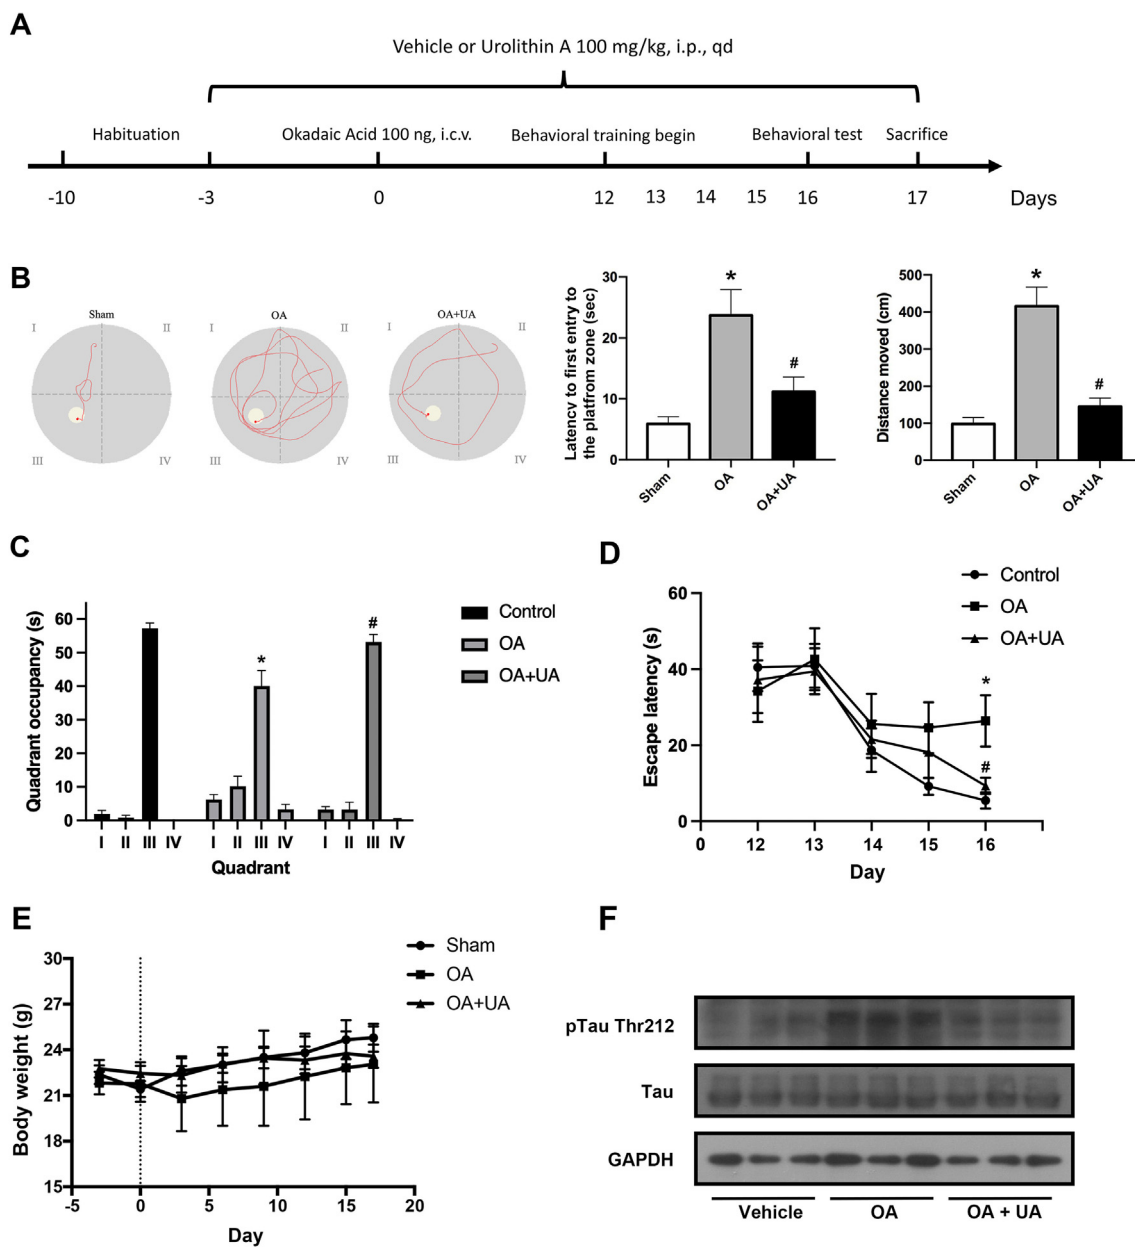 A
Vehicle or Urolithin A 100 mg/kg, i.p., qd
Habituation Okadaic Acid 100 ng, i.c.v. Behavioral training begin Behavioral test Sacrifice
-10 -3 0 12 13 14 15 16 17 Days
B
Sham
I II
III IV
OA
I II
III IV
OA+UA
I II
III IV
Latency to first entry to
the platfrom zone (sec)
30
20
10
0
*
#
Sham OA OA+UA
Distance moved (cm)
500
400
300
200
100
0
*
#
Sham OA OA+UA
C
Quadrant occupancy (s)
60
50
40
30
20
10
0
*
#
I II III IV I II III IV I II III IV
Quadrant
Control
OA
OA+UA
D
Escape latency (s)
60
40
20
0
*
#
0 12 13 14 15 16
Day
Control
OA
OA+UA
E
Body weight (g)
30
27
24
21
18
15
-5 0 5 10 15 20
Day
Sham
OA
OA+UA
F
pTau Thr212
Tau
GAPDH
Vehicle OA OA + UA